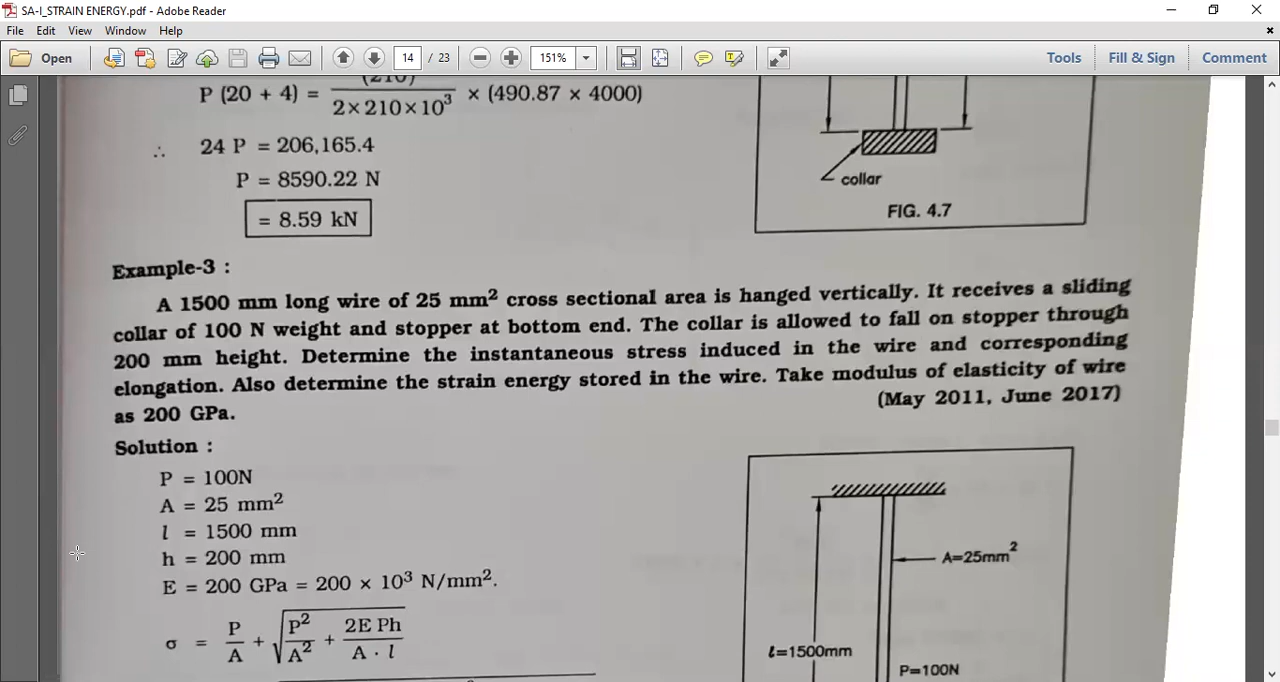 SA-I_STRAIN ENERGY.pdf - Adobe Reader
File Edit View Window Help
Open 14 / 23 151% Tools Fill & Sign Comment
P (20 + 4) = (210) / 2×210×10³ × (490.87 × 4000)
∴ 24 P = 206,165.4
P = 8590.22 N
= 8.59 kN
collar
FIG. 4.7
Example-3 :
A 1500 mm long wire of 25 mm² cross sectional area is hanged vertically. It receives a sliding
collar of 100 N weight and stopper at bottom end. The collar is allowed to fall on stopper through
200 mm height. Determine the instantaneous stress induced in the wire and corresponding
elongation. Also determine the strain energy stored in the wire. Take modulus of elasticity of wire
as 200 GPa.
(May 2011, June 2017)
Solution :
P = 100N
A = 25 mm²
l = 1500 mm
h = 200 mm
E = 200 GPa = 200 × 10³ N/mm².
σ = P/A + √(P²/A² + 2E Ph / A · l)
A=25mm²
ℓ=1500mm
P=100N